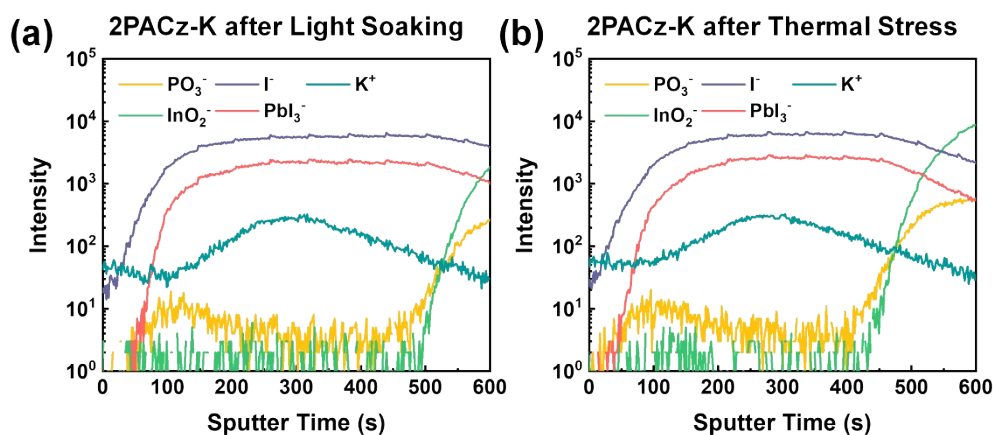 (a) 2PACz-K after Light Soaking
Intensity
10⁵
10⁴
10³
10²
10¹
10⁰
PO₃⁻ I⁻ K⁺
InO₂⁻ PbI₃⁻
0 100 200 300 400 500 600
Sputter Time (s)
(b) 2PACz-K after Thermal Stress
Intensity
10⁵
10⁴
10³
10²
10¹
10⁰
PO₃⁻ I⁻ K⁺
InO₂⁻ PbI₃⁻
0 100 200 300 400 500 600
Sputter Time (s)